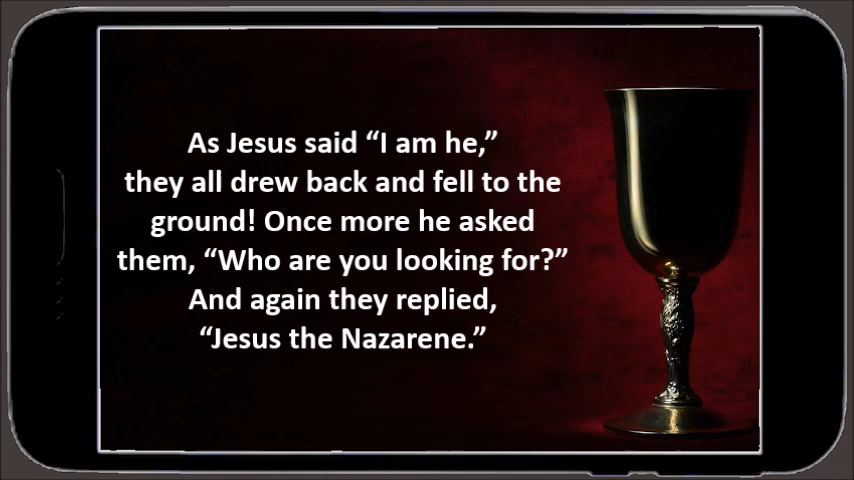 As Jesus said “I am he,”
they all drew back and fell to the
ground! Once more he asked
them, “Who are you looking for?”
And again they replied,
“Jesus the Nazarene.”